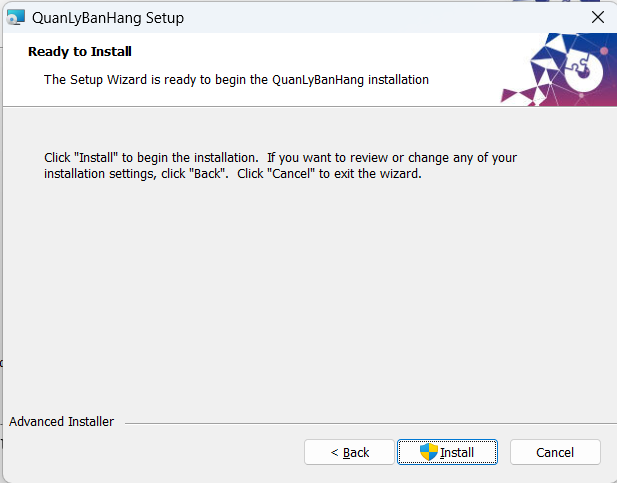 QuanLyBanHang Setup
Ready to Install
The Setup Wizard is ready to begin the QuanLyBanHang installation
Click "Install" to begin the installation.  If you want to review or change any of your
installation settings, click "Back".  Click "Cancel" to exit the wizard.
Advanced Installer
< Back
Install
Cancel